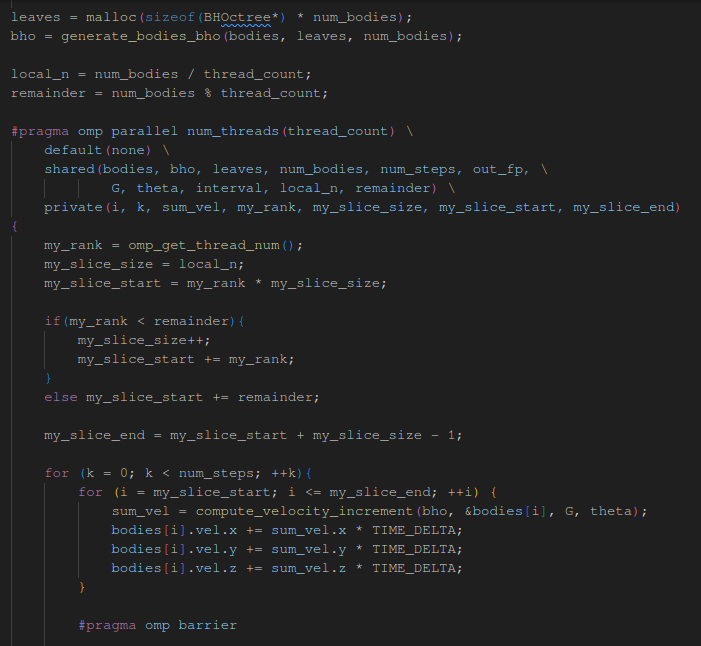 leaves = malloc(sizeof(BHOctree*) * num_bodies);
bho = generate_bodies_bho(bodies, leaves, num_bodies);

local_n = num_bodies / thread_count;
remainder = num_bodies % thread_count;

#pragma omp parallel num_threads(thread_count) \
    default(none) \
    shared(bodies, bho, leaves, num_bodies, num_steps, out_fp, \
            G, theta, interval, local_n, remainder) \
    private(i, k, sum_vel, my_rank, my_slice_size, my_slice_start, my_slice_end)
{
    my_rank = omp_get_thread_num();
    my_slice_size = local_n;
    my_slice_start = my_rank * my_slice_size;

    if(my_rank < remainder){
        my_slice_size++;
        my_slice_start += my_rank;
    }
    else my_slice_start += remainder;

    my_slice_end = my_slice_start + my_slice_size - 1;

    for (k = 0; k < num_steps; ++k){
        for (i = my_slice_start; i <= my_slice_end; ++i) {
            sum_vel = compute_velocity_increment(bho, &bodies[i], G, theta);
            bodies[i].vel.x += sum_vel.x * TIME_DELTA;
            bodies[i].vel.y += sum_vel.y * TIME_DELTA;
            bodies[i].vel.z += sum_vel.z * TIME_DELTA;
        }

        #pragma omp barrier